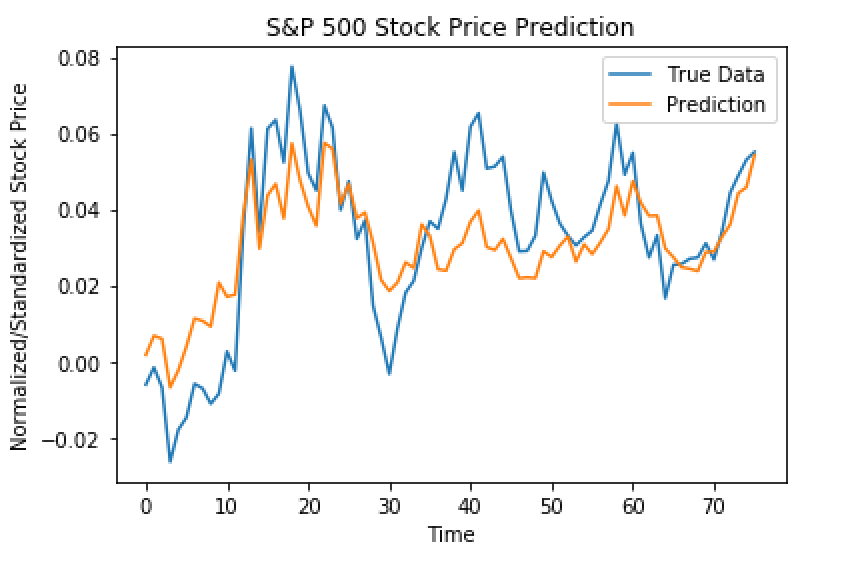 S&P 500 Stock Price Prediction
True Data
Prediction
Normalized/Standardized Stock Price
0.08
0.06
0.04
0.02
0.00
−0.02
0 10 20 30 40 50 60 70
Time